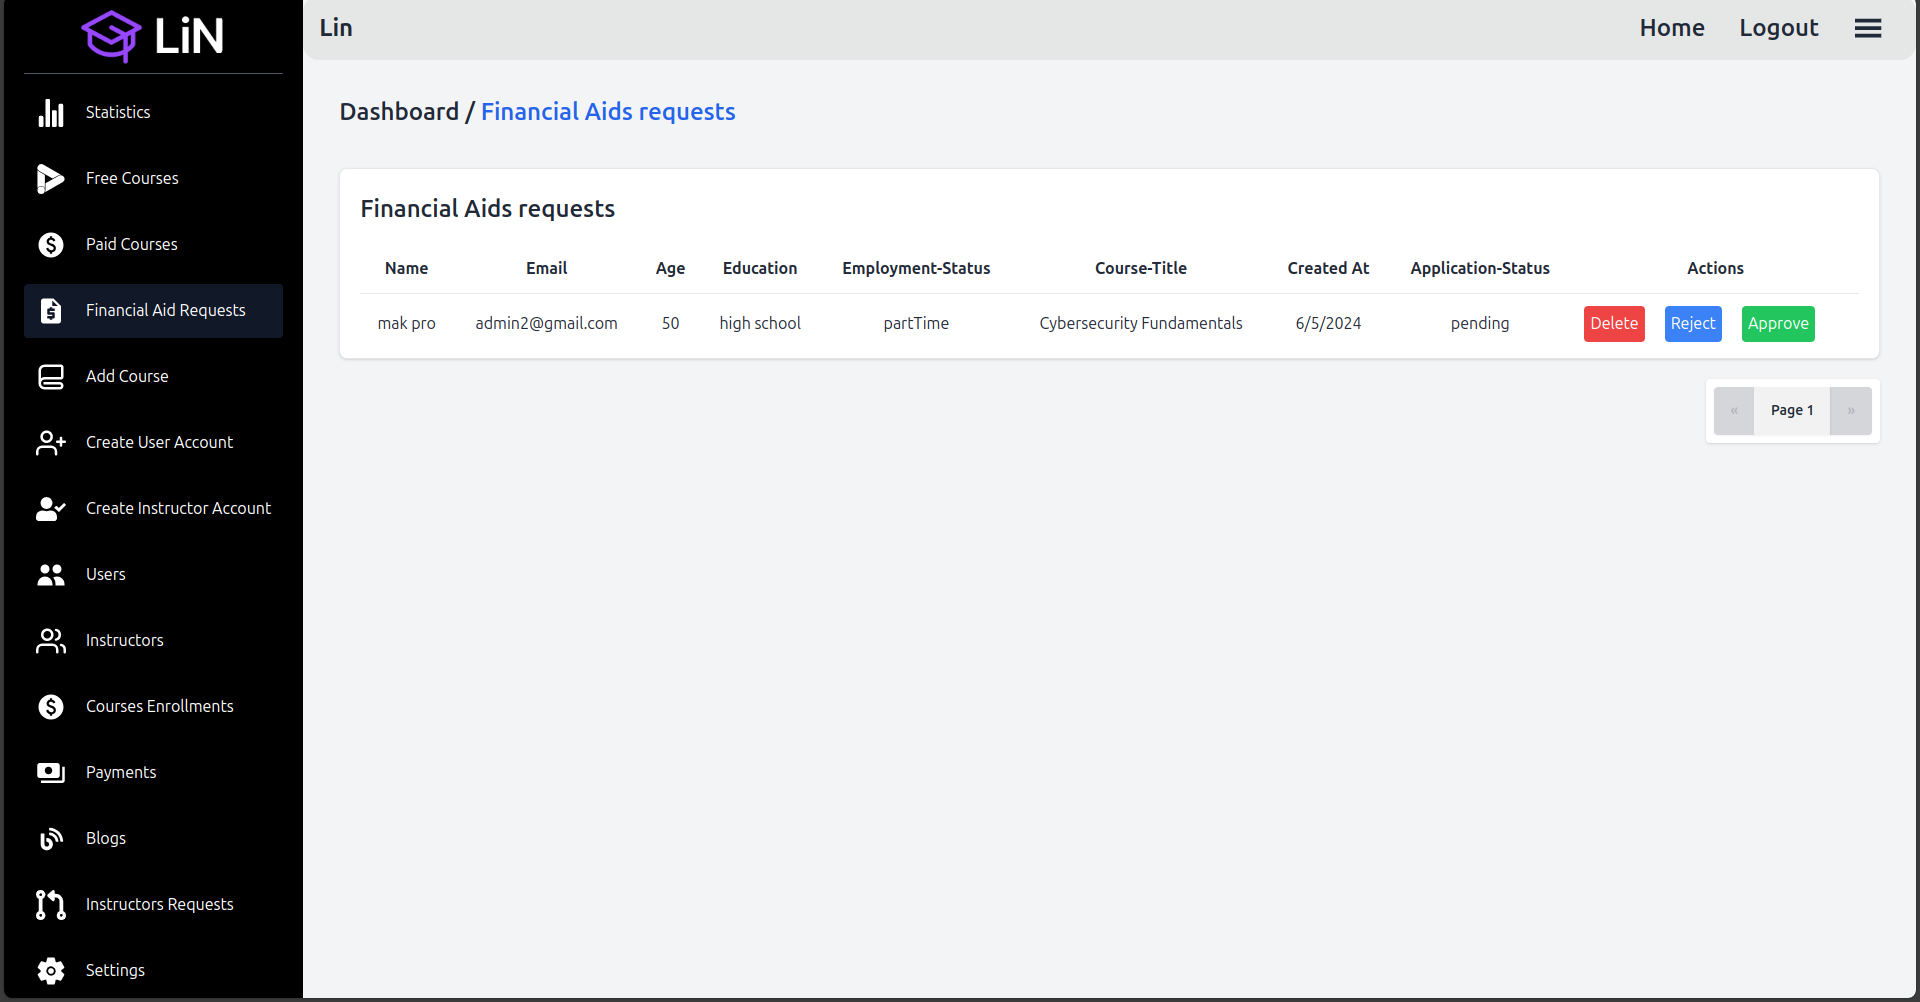 LiN
Statistics
Free Courses
Paid Courses
Financial Aid Requests
Add Course
Create User Account
Create Instructor Account
Users
Instructors
Courses Enrollments
Payments
Blogs
Instructors Requests
Settings
Lin Home Logout
Dashboard / Financial Aids requests
Financial Aids requests
Name Email Age Education Employment-Status Course-Title Created At Application-Status Actions
mak pro admin2@gmail.com 50 high school partTime Cybersecurity Fundamentals 6/5/2024 pending Delete Reject Approve
« Page 1 »